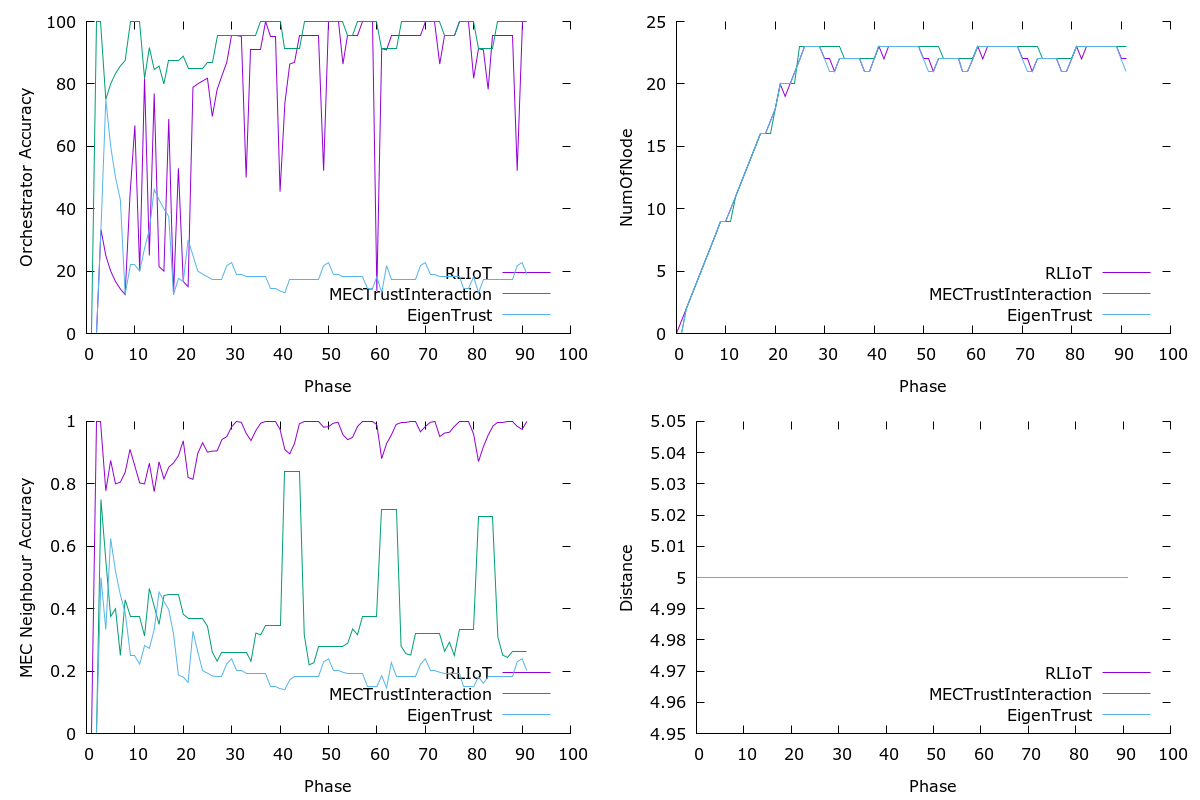 Orchestrator Accuracy
100
80
60
40
20
0
0 10 20 30 40 50 60 70 80 90 100
Phase
RLIoT
MECTrustInteraction
EigenTrust
NumOfNode
25
20
15
10
5
0
0 10 20 30 40 50 60 70 80 90 100
Phase
RLIoT
MECTrustInteraction
EigenTrust
MEC Neighbour Accuracy
1
0.8
0.6
0.4
0.2
0
0 10 20 30 40 50 60 70 80 90 100
Phase
RLIoT
MECTrustInteraction
EigenTrust
Distance
5.05
5.04
5.03
5.02
5.01
5
4.99
4.98
4.97
4.96
4.95
0 10 20 30 40 50 60 70 80 90 100
Phase
RLIoT
MECTrustInteraction
EigenTrust